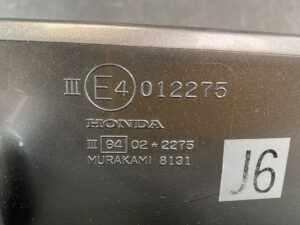 III E4 012275
HONDA
III 94 02*2275
MURAKAMI 8131
J6